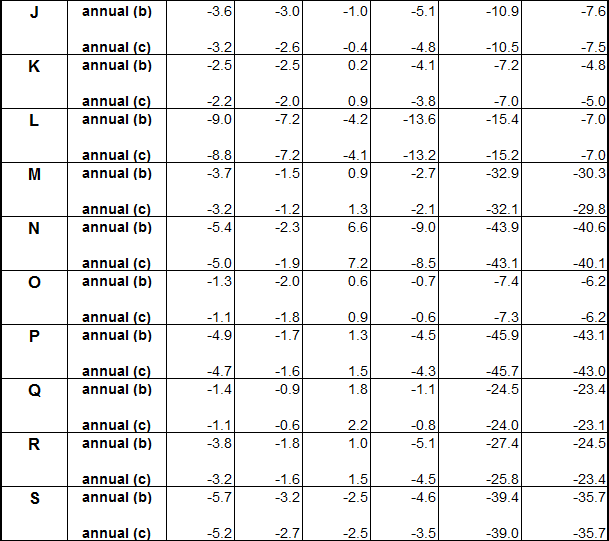 J annual (b) -3.6 -3.0 -1.0 -5.1 -10.9 -7.6
annual (c) -3.2 -2.6 -0.4 -4.8 -10.5 -7.5
K annual (b) -2.5 -2.5 0.2 -4.1 -7.2 -4.8
annual (c) -2.2 -2.0 0.9 -3.8 -7.0 -5.0
L annual (b) -9.0 -7.2 -4.2 -13.6 -15.4 -7.0
annual (c) -8.8 -7.2 -4.1 -13.2 -15.2 -7.0
M annual (b) -3.7 -1.5 0.9 -2.7 -32.9 -30.3
annual (c) -3.2 -1.2 1.3 -2.1 -32.1 -29.8
N annual (b) -5.4 -2.3 6.6 -9.0 -43.9 -40.6
annual (c) -5.0 -1.9 7.2 -8.5 -43.1 -40.1
O annual (b) -1.3 -2.0 0.6 -0.7 -7.4 -6.2
annual (c) -1.1 -1.8 0.9 -0.6 -7.3 -6.2
P annual (b) -4.9 -1.7 1.3 -4.5 -45.9 -43.1
annual (c) -4.7 -1.6 1.5 -4.3 -45.7 -43.0
Q annual (b) -1.4 -0.9 1.8 -1.1 -24.5 -23.4
annual (c) -1.1 -0.6 2.2 -0.8 -24.0 -23.1
R annual (b) -3.8 -1.8 1.0 -5.1 -27.4 -24.5
annual (c) -3.2 -1.6 1.5 -4.5 -25.8 -23.4
S annual (b) -5.7 -3.2 -2.5 -4.6 -39.4 -35.7
annual (c) -5.2 -2.7 -2.5 -3.5 -39.0 -35.7